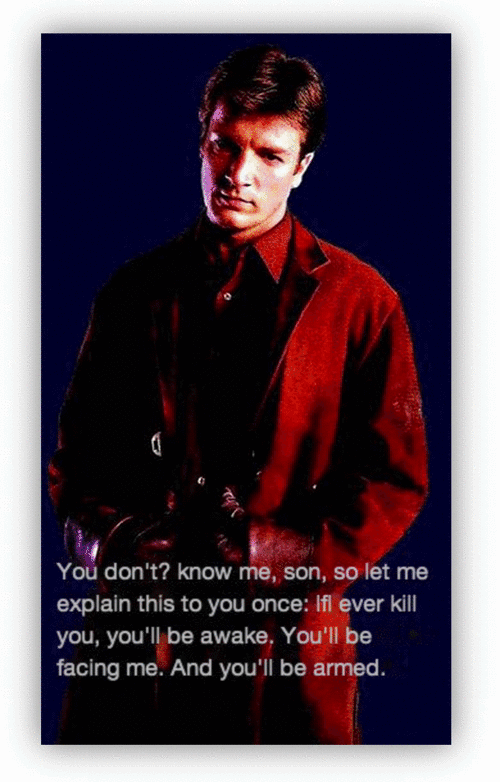 You don't? know me, son, so let me
explain this to you once: Ifl ever kill
you, you'll be awake. You'll be
facing me. And you'll be armed.